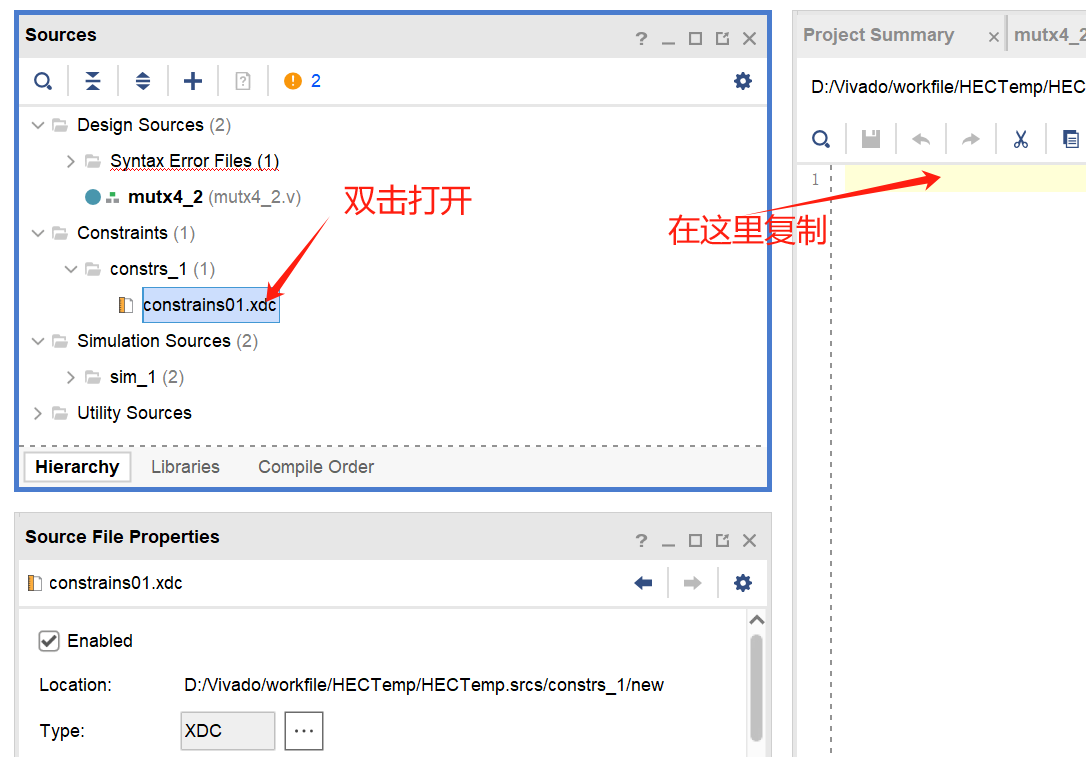 Sources
2
Design Sources (2)
Syntax Error Files (1)
mutx4_2 (mutx4_2.v)
双击打开
Constraints (1)
constrs_1 (1)
constrains01.xdc
Simulation Sources (2)
sim_1 (2)
Utility Sources
Hierarchy Libraries Compile Order
Source File Properties
constrains01.xdc
Enabled
Location: D:/Vivado/workfile/HECTemp/HECTemp.srcs/constrs_1/new
Type: XDC ...
Project Summary mutx4_2
D:/Vivado/workfile/HECTemp/HEC
1
在这里复制